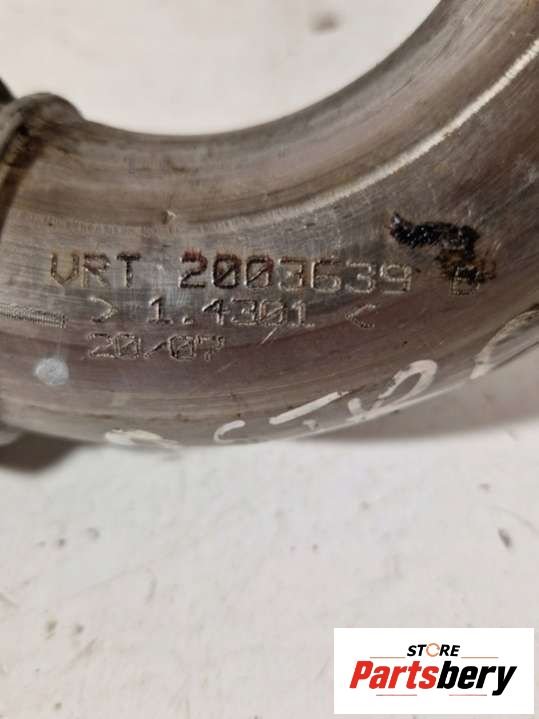 VRT 2003639
> 1.4301 <
20/07
STORE
Partsbery